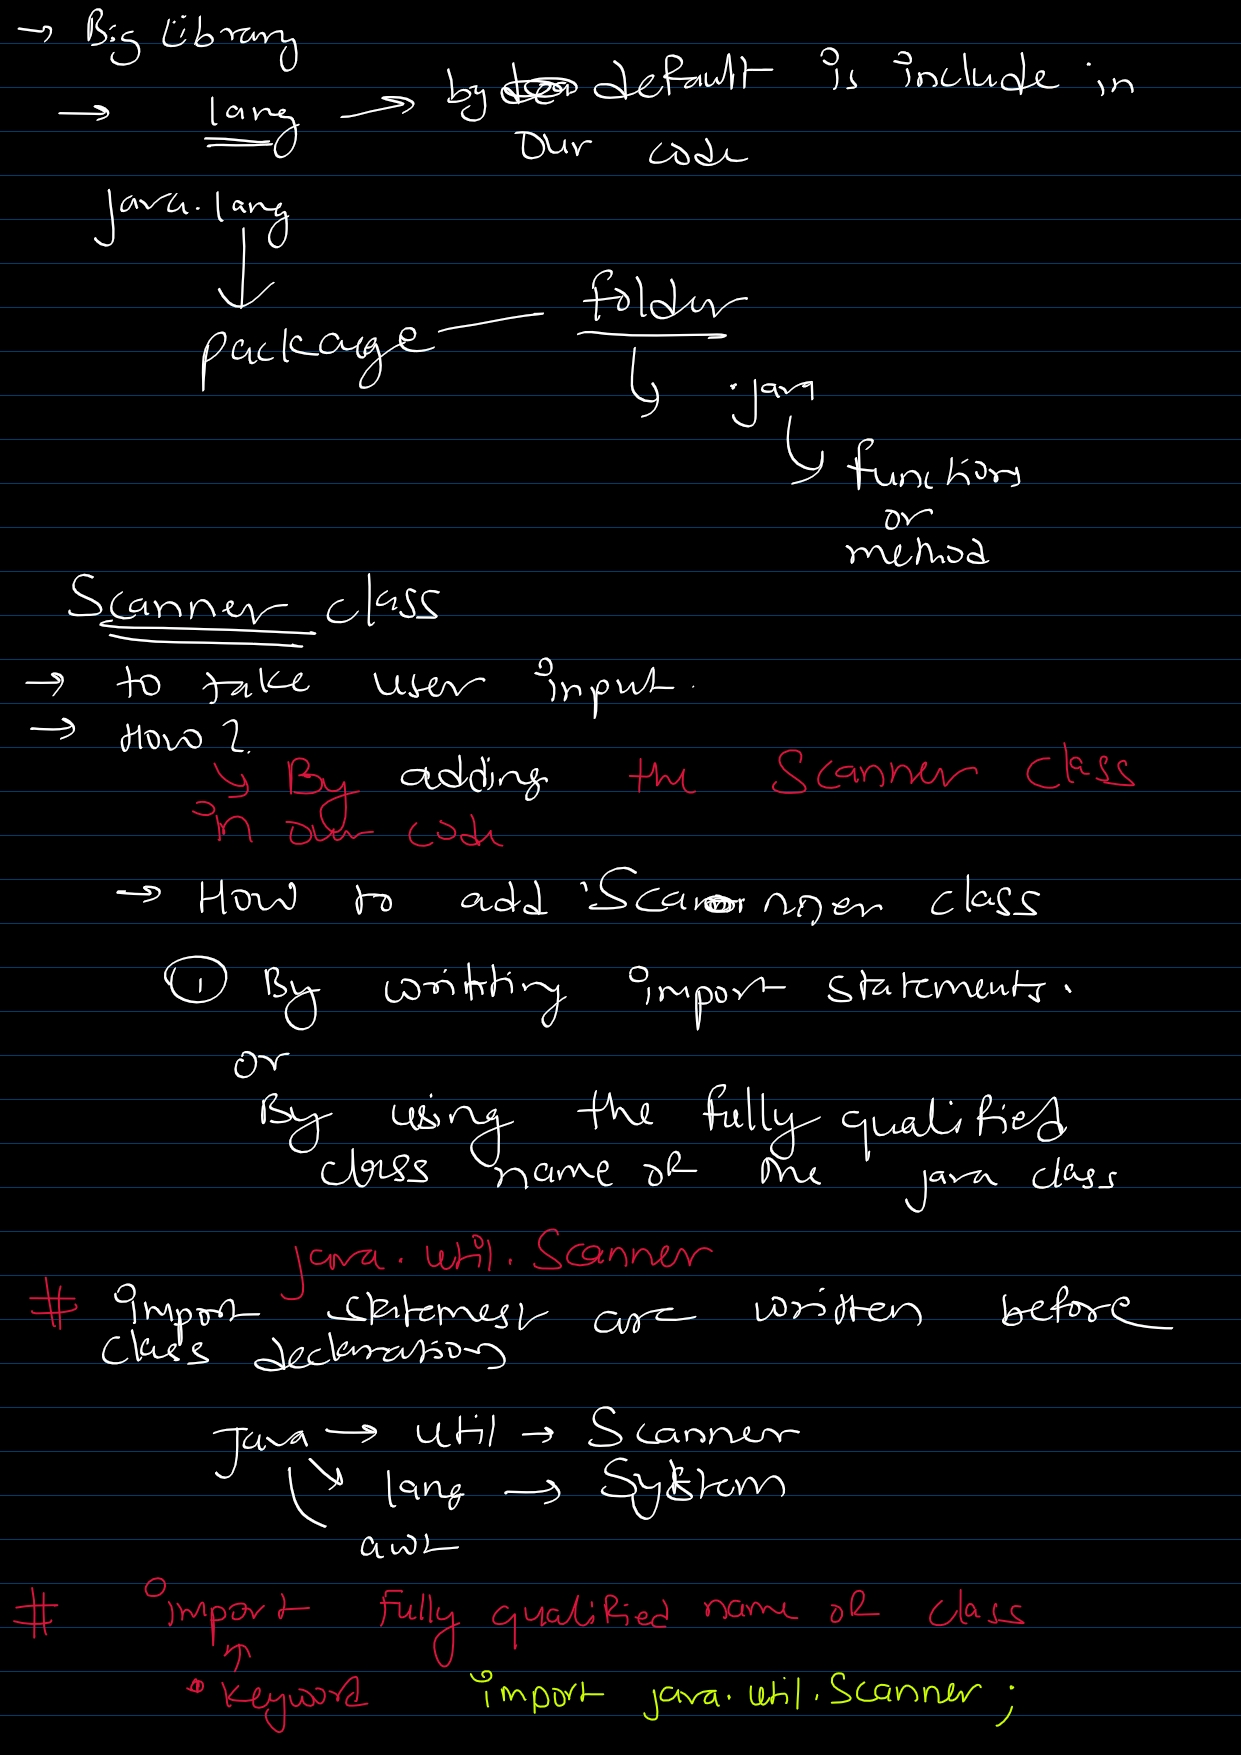 → Big Library
→ lang → by default is include in
our code
java.lang
package — folder
.java
functions
or
method
Scanner class
→ to take user input.
→ How ?
By adding the Scanner class
in our code
→ How to add Scanner class
① By writting import statements.
or
By using the fully qualified
class name of the java class
java.util.Scanner
# import statement are written before
class declarations
Java → util → Scanner
lang → System
awt
# import fully qualified name of class
• Keyword import java.util.Scanner;